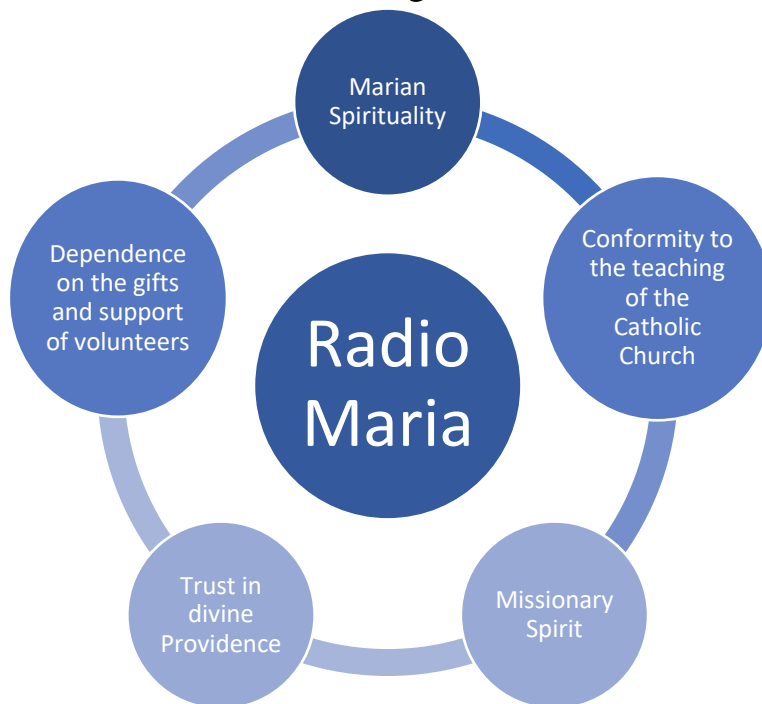 Marian
Spirituality
Conformity to
the teaching
of the
Catholic
Church
Missionary
Spirit
Trust in
divine
Providence
Dependence
on the gifts
and support
of volunteers
Radio
Maria